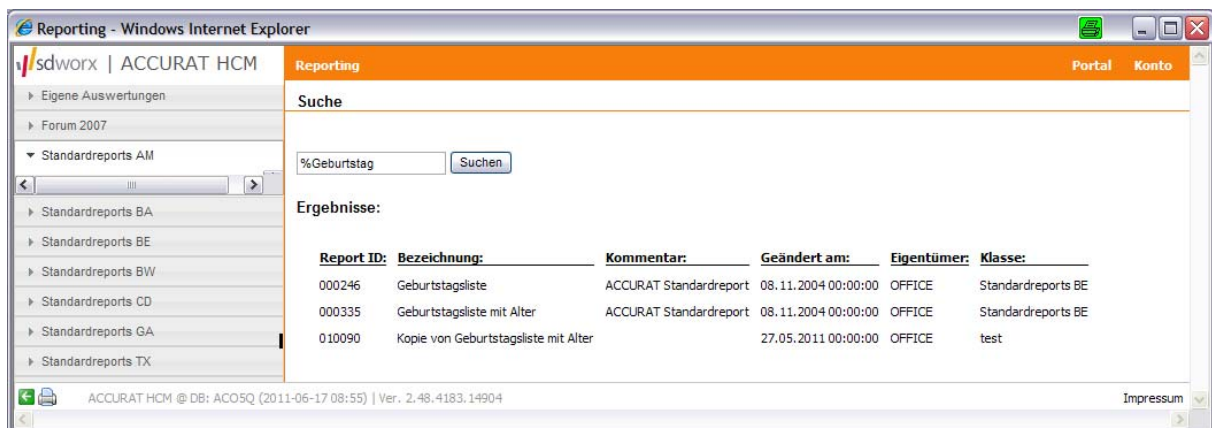 Reporting - Windows Internet Explorer
sdworx | ACCURAT HCM
Reporting
Portal
Konto
Eigene Auswertungen
Forum 2007
Standardreports AM
Standardreports BA
Standardreports BE
Standardreports BW
Standardreports CD
Standardreports GA
Standardreports TX
Suche
%Geburtstag
Suchen
Ergebnisse:
Report ID: Bezeichnung: Kommentar: Geändert am: Eigentümer: Klasse:
000246 Geburtstagsliste ACCURAT Standardreport 08.11.2004 00:00:00 OFFICE Standardreports BE
000335 Geburtstagsliste mit Alter ACCURAT Standardreport 08.11.2004 00:00:00 OFFICE Standardreports BE
010090 Kopie von Geburtstagsliste mit Alter 27.05.2011 00:00:00 OFFICE test
ACCURAT HCM @ DB: ACO5Q (2011-06-17 08:55) | Ver. 2.48.4183.14904
Impressum